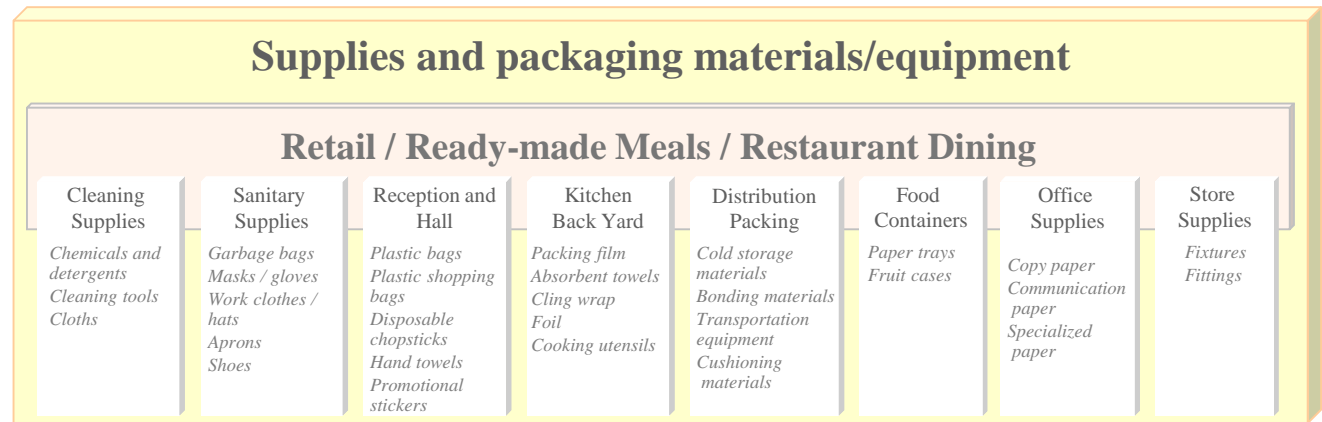 Supplies and packaging materials/equipment
Retail / Ready-made Meals / Restaurant Dining
Cleaning
Supplies
Chemicals and
detergents
Cleaning tools
Cloths
Sanitary
Supplies
Garbage bags
Masks / gloves
Work clothes /
hats
Aprons
Shoes
Reception and
Hall
Plastic bags
Plastic shopping
bags
Disposable
chopsticks
Hand towels
Promotional
stickers
Kitchen
Back Yard
Packing film
Absorbent towels
Cling wrap
Foil
Cooking utensils
Distribution
Packing
Cold storage
materials
Bonding materials
Transportation
equipment
Cushioning
materials
Food
Containers
Paper trays
Fruit cases
Office
Supplies
Copy paper
Communication
paper
Specialized
paper
Store
Supplies
Fixtures
Fittings